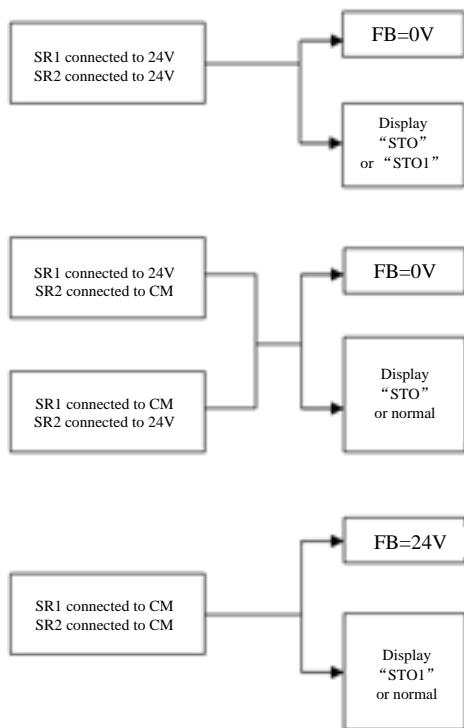 SR1 connected to 24V
SR2 connected to 24V
FB=0V
Display
“STO”
or “STO1”
SR1 connected to 24V
SR2 connected to CM
SR1 connected to CM
SR2 connected to 24V
FB=0V
Display
“STO”
or normal
SR1 connected to CM
SR2 connected to CM
FB=24V
Display
“STO1”
or normal